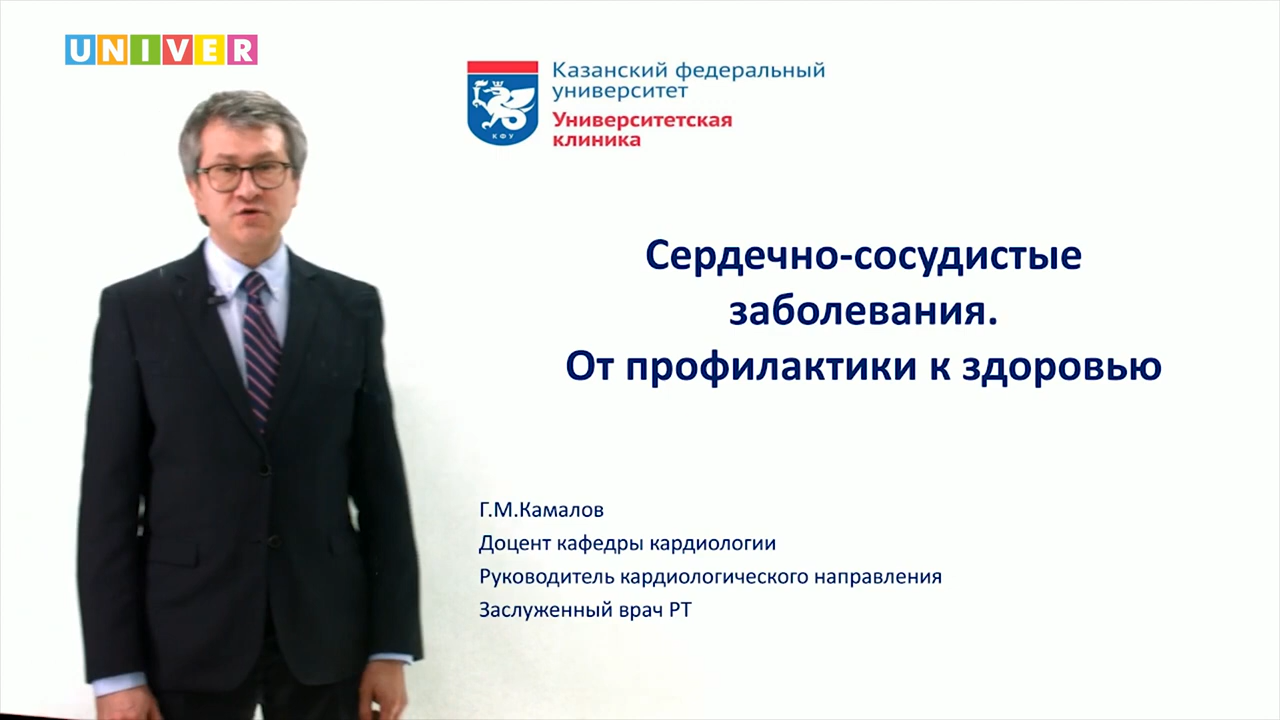 UNIVER
Казанский федеральный
университет
Университетская
клиника
КФУ
Сердечно-сосудистые
заболевания.
От профилактики к здоровью
Г.М.Камалов
Доцент кафедры кардиологии
Руководитель кардиологического направления
Заслуженный врач РТ